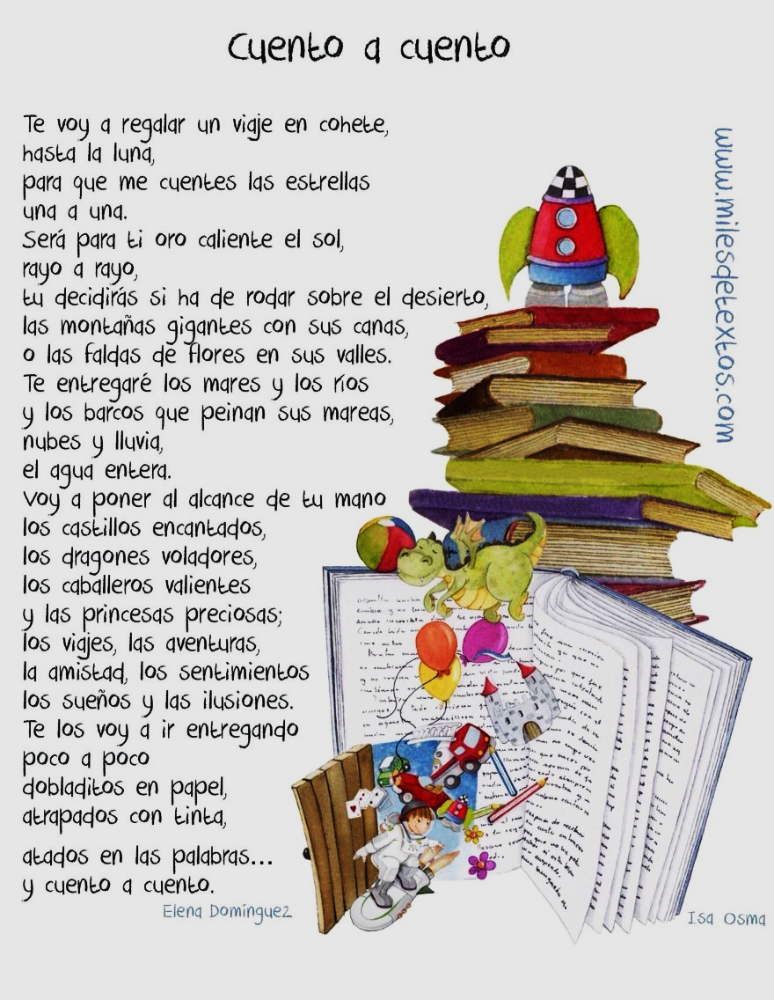 Cuento a cuento
Te voy a regalar un viaje en cohete,
hasta la luna,
para que me cuentes las estrellas
una a una.
Será para ti oro caliente el sol,
rayo a rayo,
tu decidirás si ha de rodar sobre el desierto,
las montañas gigantes con sus canas,
o las faldas de flores en sus valles.
Te entregaré los mares y los ríos
y los barcos que peinan sus mareas,
nubes y lluvia,
el agua entera.
Voy a poner al alcance de tu mano
los castillos encantados,
los dragones voladores,
los caballeros valientes
y las princesas preciosas;
los viajes, las aventuras,
la amistad, los sentimientos
los sueños y las ilusiones.
Te los voy a ir entregando
poco a poco
dobladitos en papel,
atrapados con tinta,
atados en las palabras...
y cuento a cuento.
Elena Domínguez
Isa Osma
www.milesdetextos.com